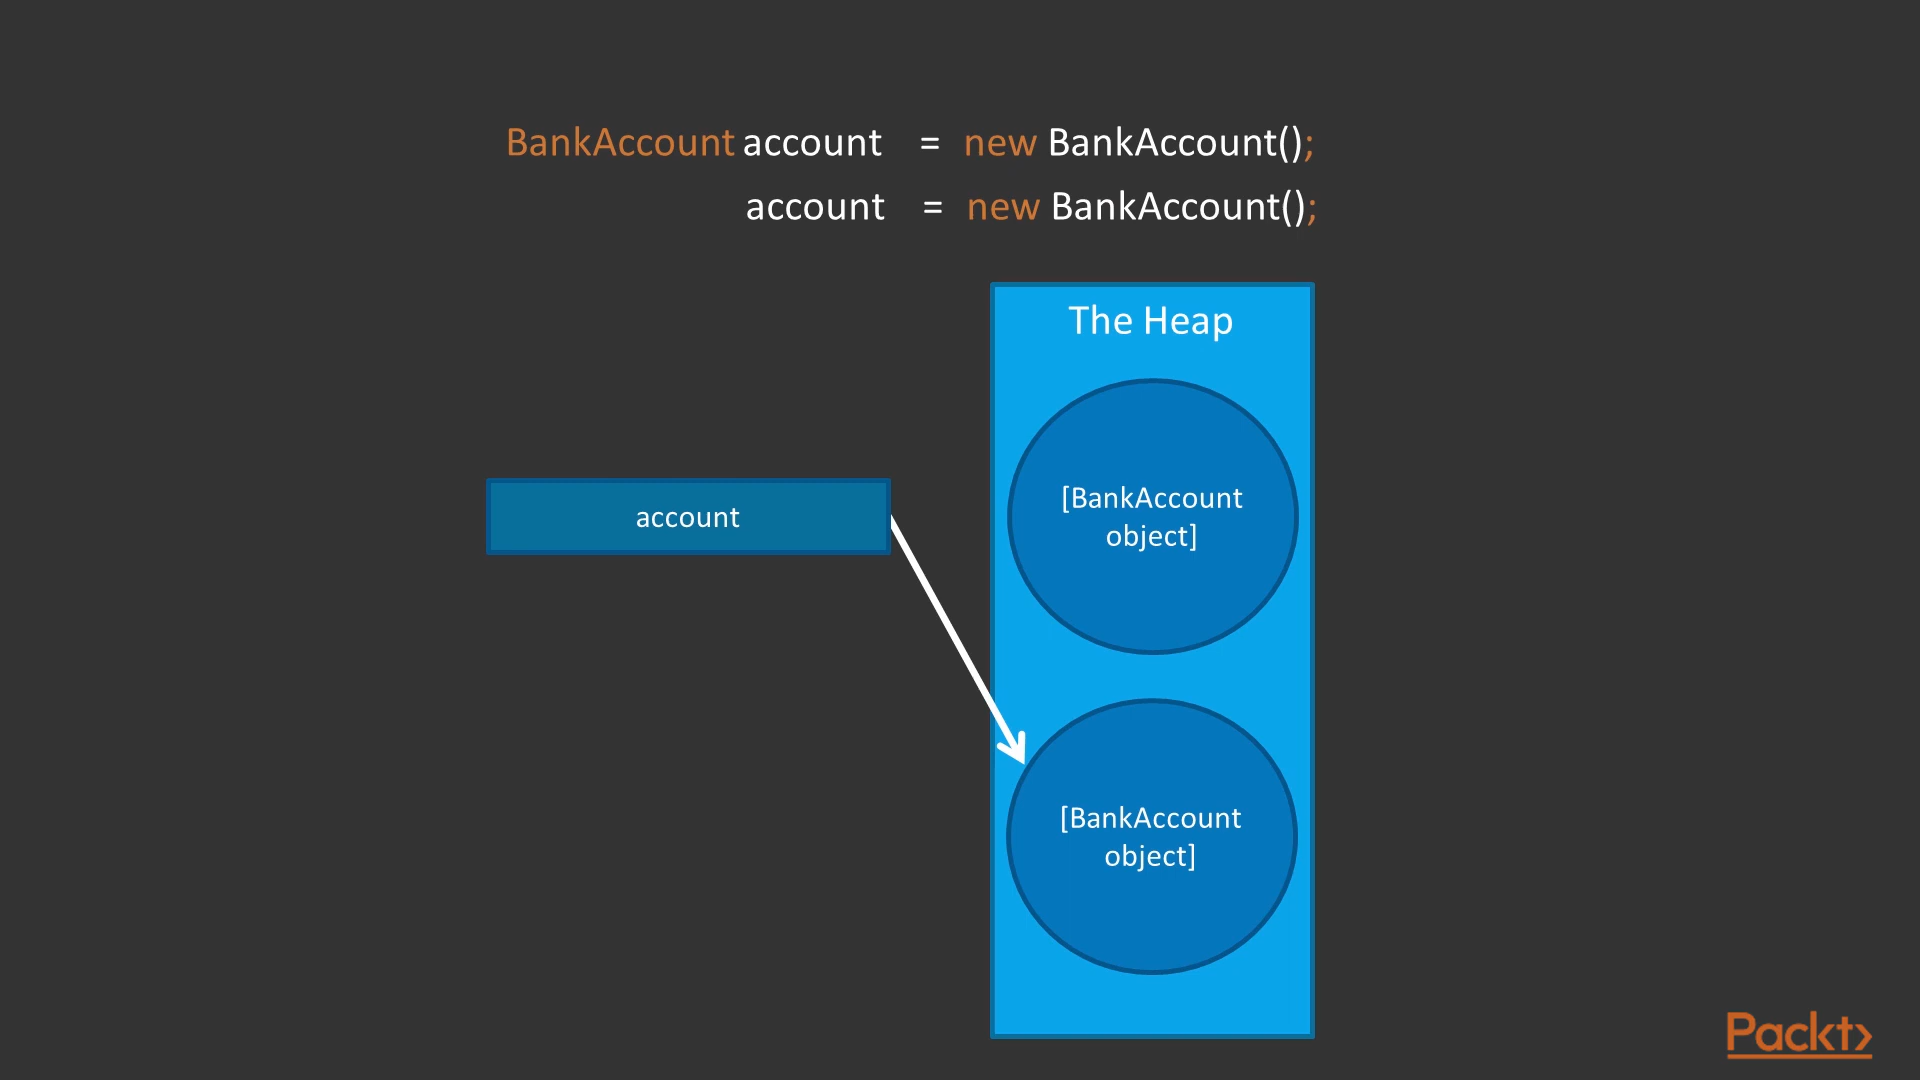 BankAccount account = new BankAccount();
account = new BankAccount();
The Heap
[BankAccount
object]
account
[BankAccount
object]
Packt>